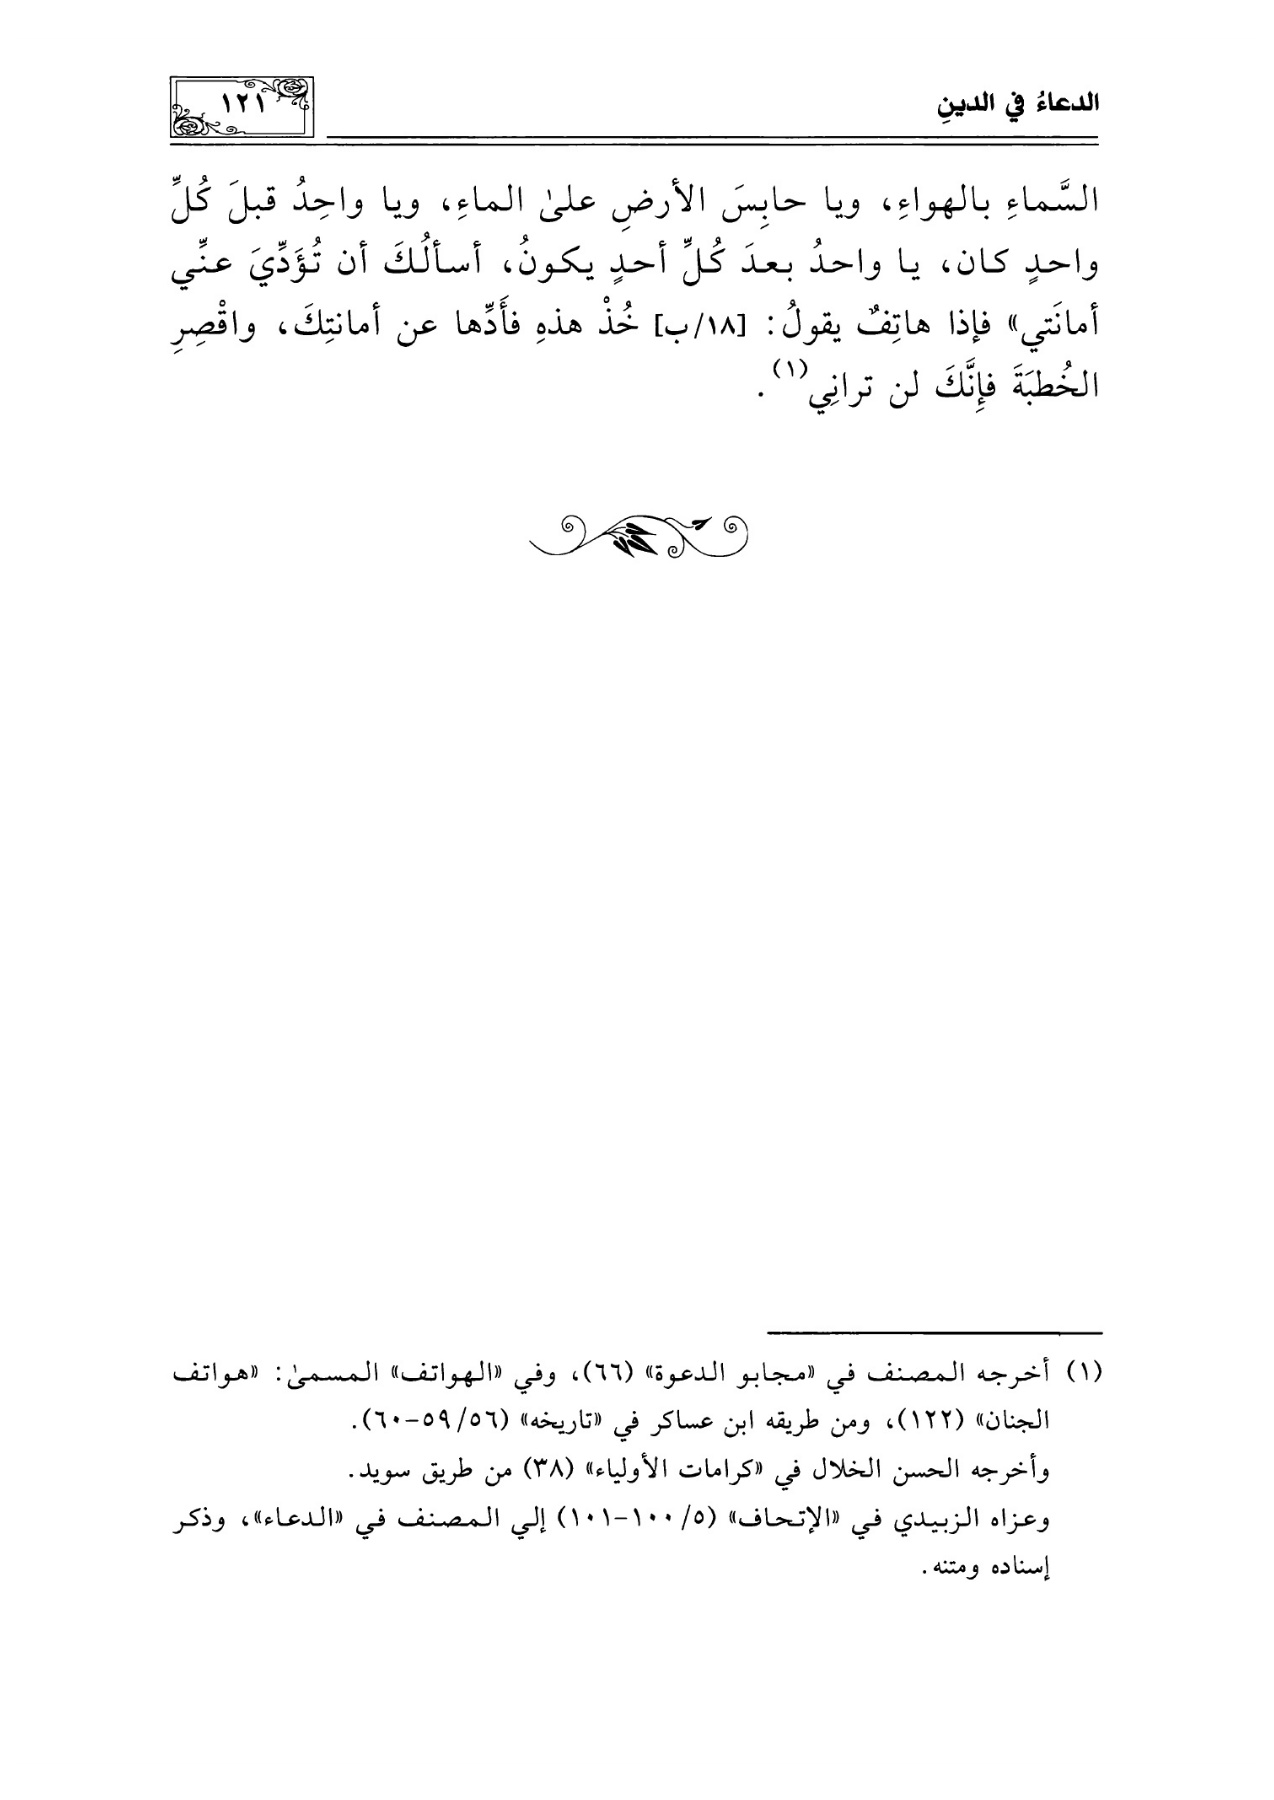 الدعاءُ في الدينِ
١٢١
السَّماءِ بالهواءِ، ويا حابِسَ الأرضِ علىٰ الماءِ، ويا واحِدُ قبلَ كُلِّ
واحدٍ كان، يا واحدُ بعدَ كُلِّ أحدٍ يكونُ، أسألُكَ أن تُؤَدِّيَ عنِّي
أمانَتي» فإذا هاتِفٌ يقولُ: [١٨/ب] خُذْ هذهِ فأَدِّها عن أمانتِكَ، واقْصِرِ
الخُطبَةَ فإِنَّكَ لن ترانِي(١).
(١) أخرجه المصنف في «مجابو الدعوة» (٦٦)، وفي «الهواتف» المسمىٰ: «هواتف
الجنان» (١٢٢)، ومن طريقه ابن عساكر في «تاريخه» (٥٩/٥٦-٦٠).
وأخرجه الحسن الخلال في «كرامات الأولياء» (٣٨) من طريق سويد.
وعزاه الزبيدي في «الإتحاف» (١٠٠/٥-١٠١) إلي المصنف في «الدعاء»، وذكر
إسناده ومتنه.